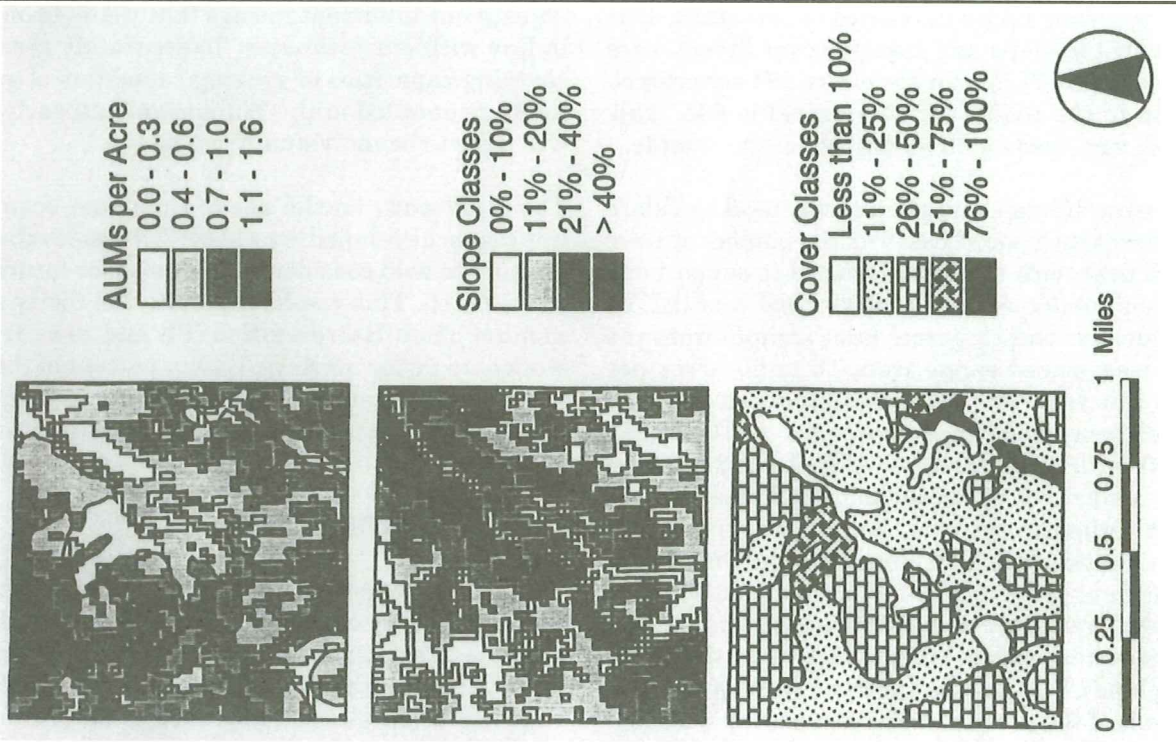 AUMs per Acre
0.0 - 0.3
0.4 - 0.6
0.7 - 1.0
1.1 - 1.6
Slope Classes
0% - 10%
11% - 20%
21% - 40%
> 40%
Cover Classes
Less than 10%
11% - 25%
26% - 50%
51% - 75%
76% - 100%
0 0.25 0.5 0.75 1 Miles